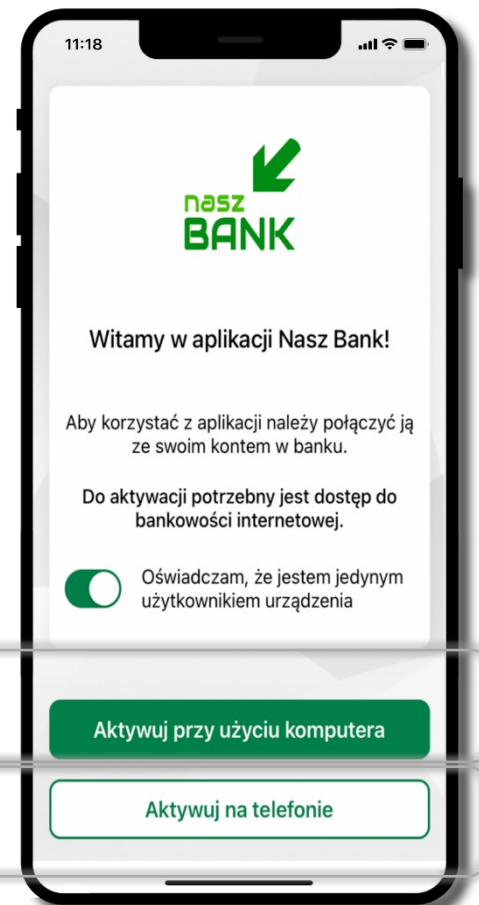 11:18
nasz
BANK
Witamy w aplikacji Nasz Bank!
Aby korzystać z aplikacji należy połączyć ją
ze swoim kontem w banku.
Do aktywacji potrzebny jest dostęp do
bankowości internetowej.
Oświadczam, że jestem jedynym
użytkownikiem urządzenia
Aktywuj przy użyciu komputera
Aktywuj na telefonie